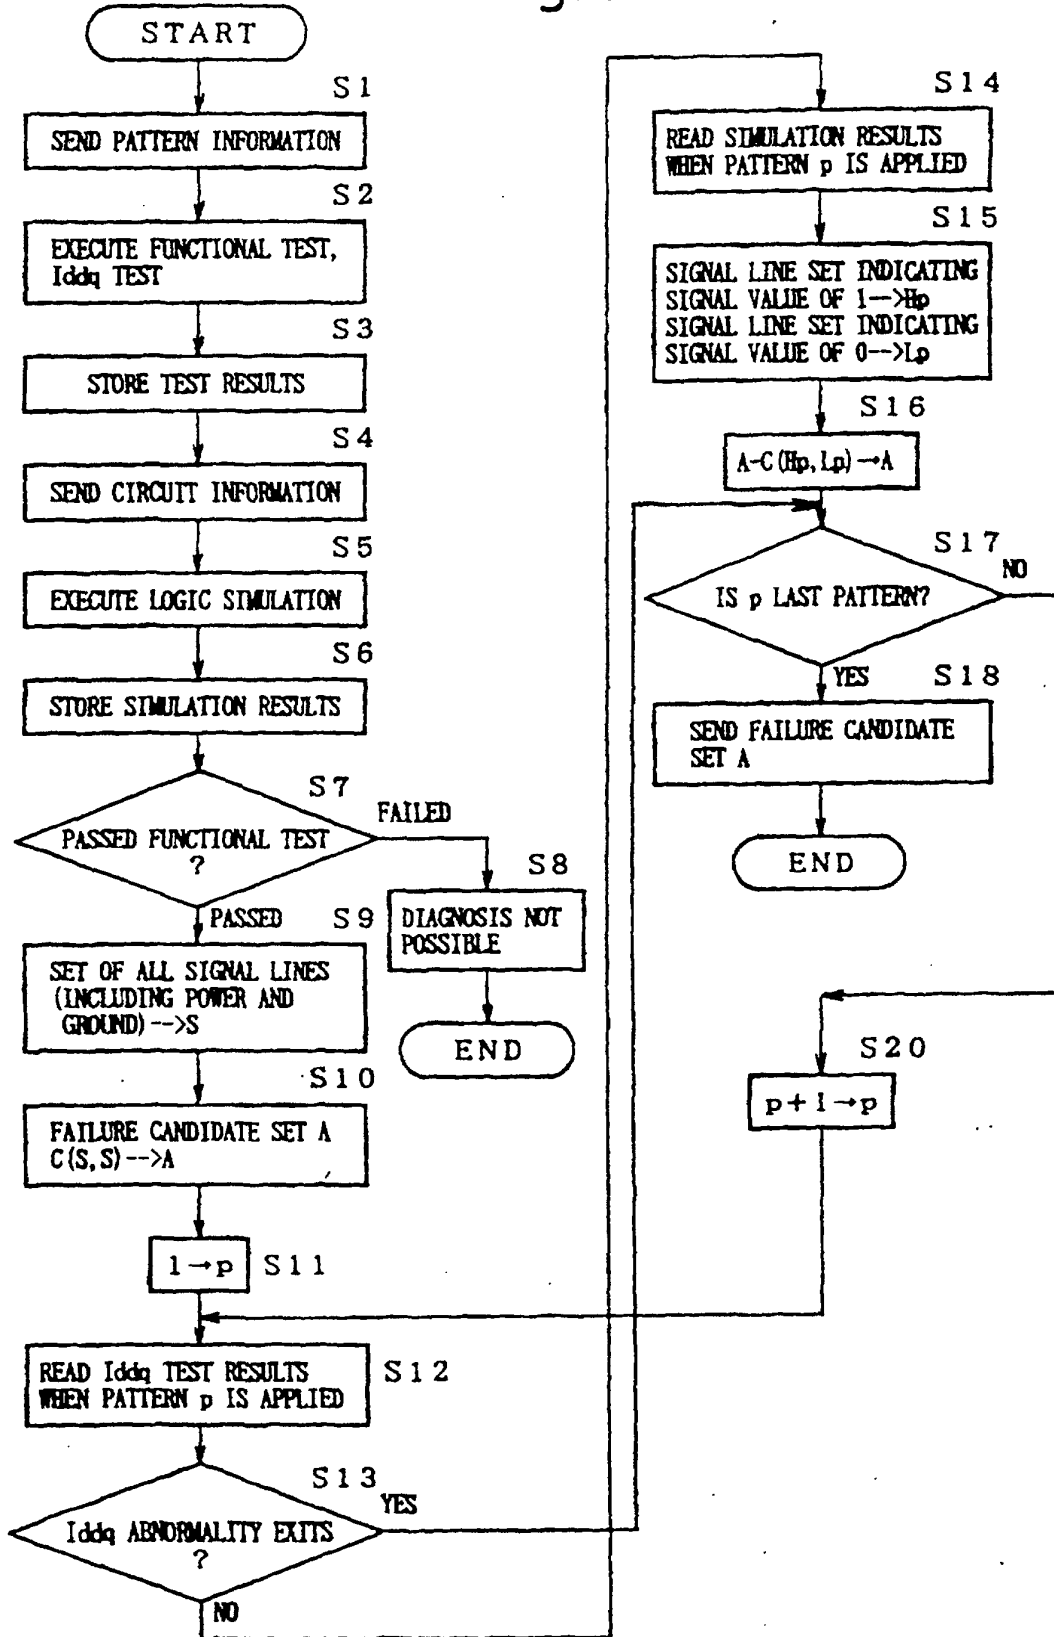 START
S1
SEND PATTERN INFORMATION
S2
EXECUTE FUNCTIONAL TEST,
Iddq TEST
S3
STORE TEST RESULTS
S4
SEND CIRCUIT INFORMATION
S5
EXECUTE LOGIC SIMULATION
S6
STORE SIMULATION RESULTS
S7
PASSED FUNCTIONAL TEST
?
FAILED
S8
DIAGNOSIS NOT
POSSIBLE
END
PASSED
S9
SET OF ALL SIGNAL LINES
(INCLUDING POWER AND
GROUND)-->S
S10
FAILURE CANDIDATE SET A
C(S,S)-->A
1→p
S11
READ Iddq TEST RESULTS
WHEN PATTERN p IS APPLIED
S12
S13
Iddq ABNORMALITY EXITS
?
YES
NO
S14
READ SIMULATION RESULTS
WHEN PATTERN p IS APPLIED
S15
SIGNAL LINE SET INDICATING
SIGNAL VALUE OF 1-->Hp
SIGNAL LINE SET INDICATING
SIGNAL VALUE OF 0-->Lp
S16
A-C(Hp,Lp)→A
S17
IS p LAST PATTERN?
NO
YES
S18
SEND FAILURE CANDIDATE
SET A
END
S20
p+1→p